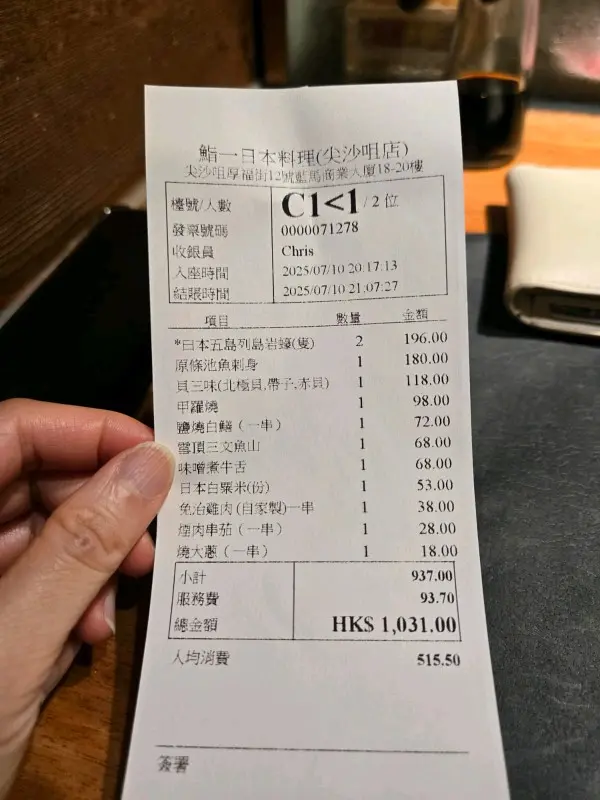 鮨一日本料理(尖沙咀店)
尖沙咀厚福街12號藍馬商業大廈18-20樓
檯號/人數 C1<1 / 2 位
發票號碼 0000071278
收銀員 Chris
入座時間 2025/07/10 20:17:13
結賬時間 2025/07/10 21:07:27
項目 數量 金額
*日本五島列島岩蠔(隻) 2 196.00
原條池魚刺身 1 180.00
貝三味(北極貝,帶子,赤貝) 1 118.00
甲羅燒 1 98.00
鹽燒白鱔 (一串) 1 72.00
雪頂三文魚山 1 68.00
味噌煮牛舌 1 68.00
日本白粟米(份) 1 53.00
免治雞肉 (自家製)一串 1 38.00
煙肉串茄 (一串) 1 28.00
燒大蔥 (一串) 1 18.00
小計 937.00
服務費 93.70
總金額 HK$ 1,031.00
人均消費 515.50
簽署